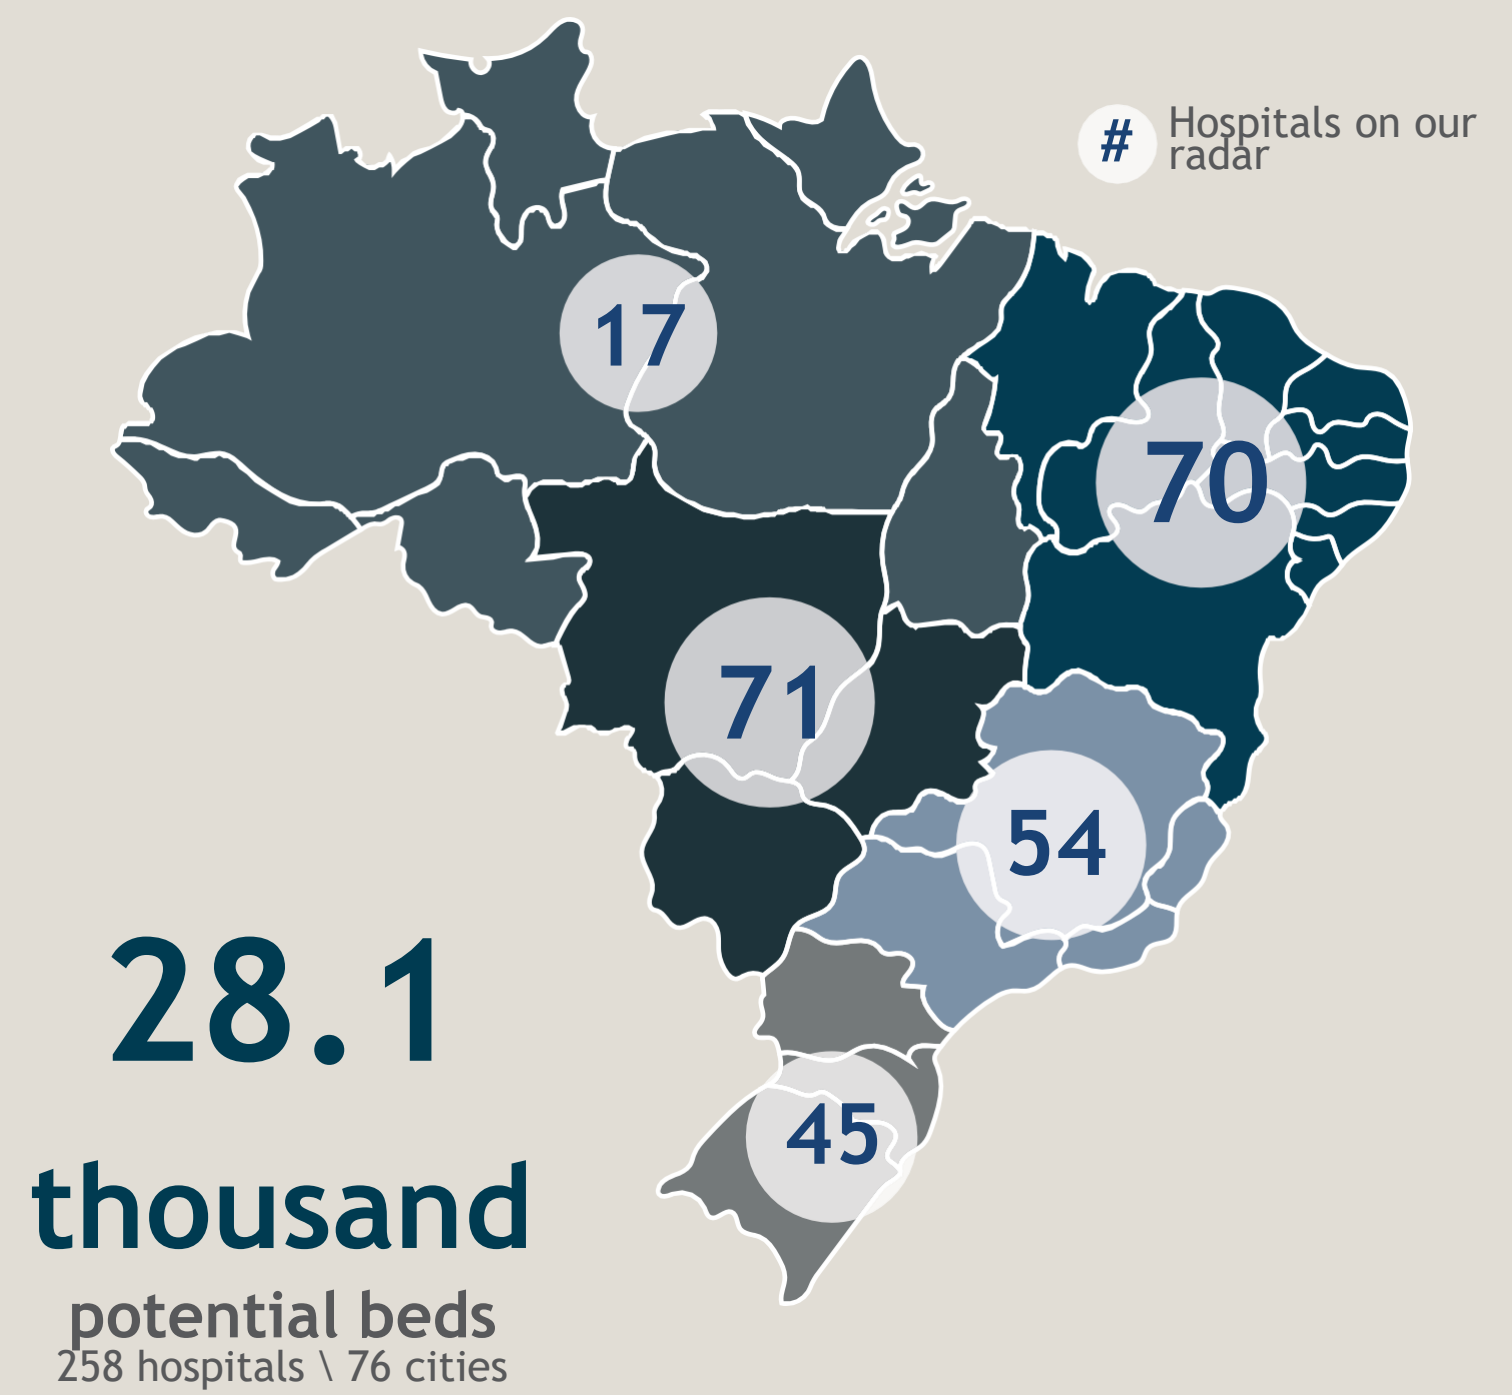 # Hospitals on our
radar
17
70
71
54
45
28.1
thousand
potential beds
258 hospitals \ 76 cities